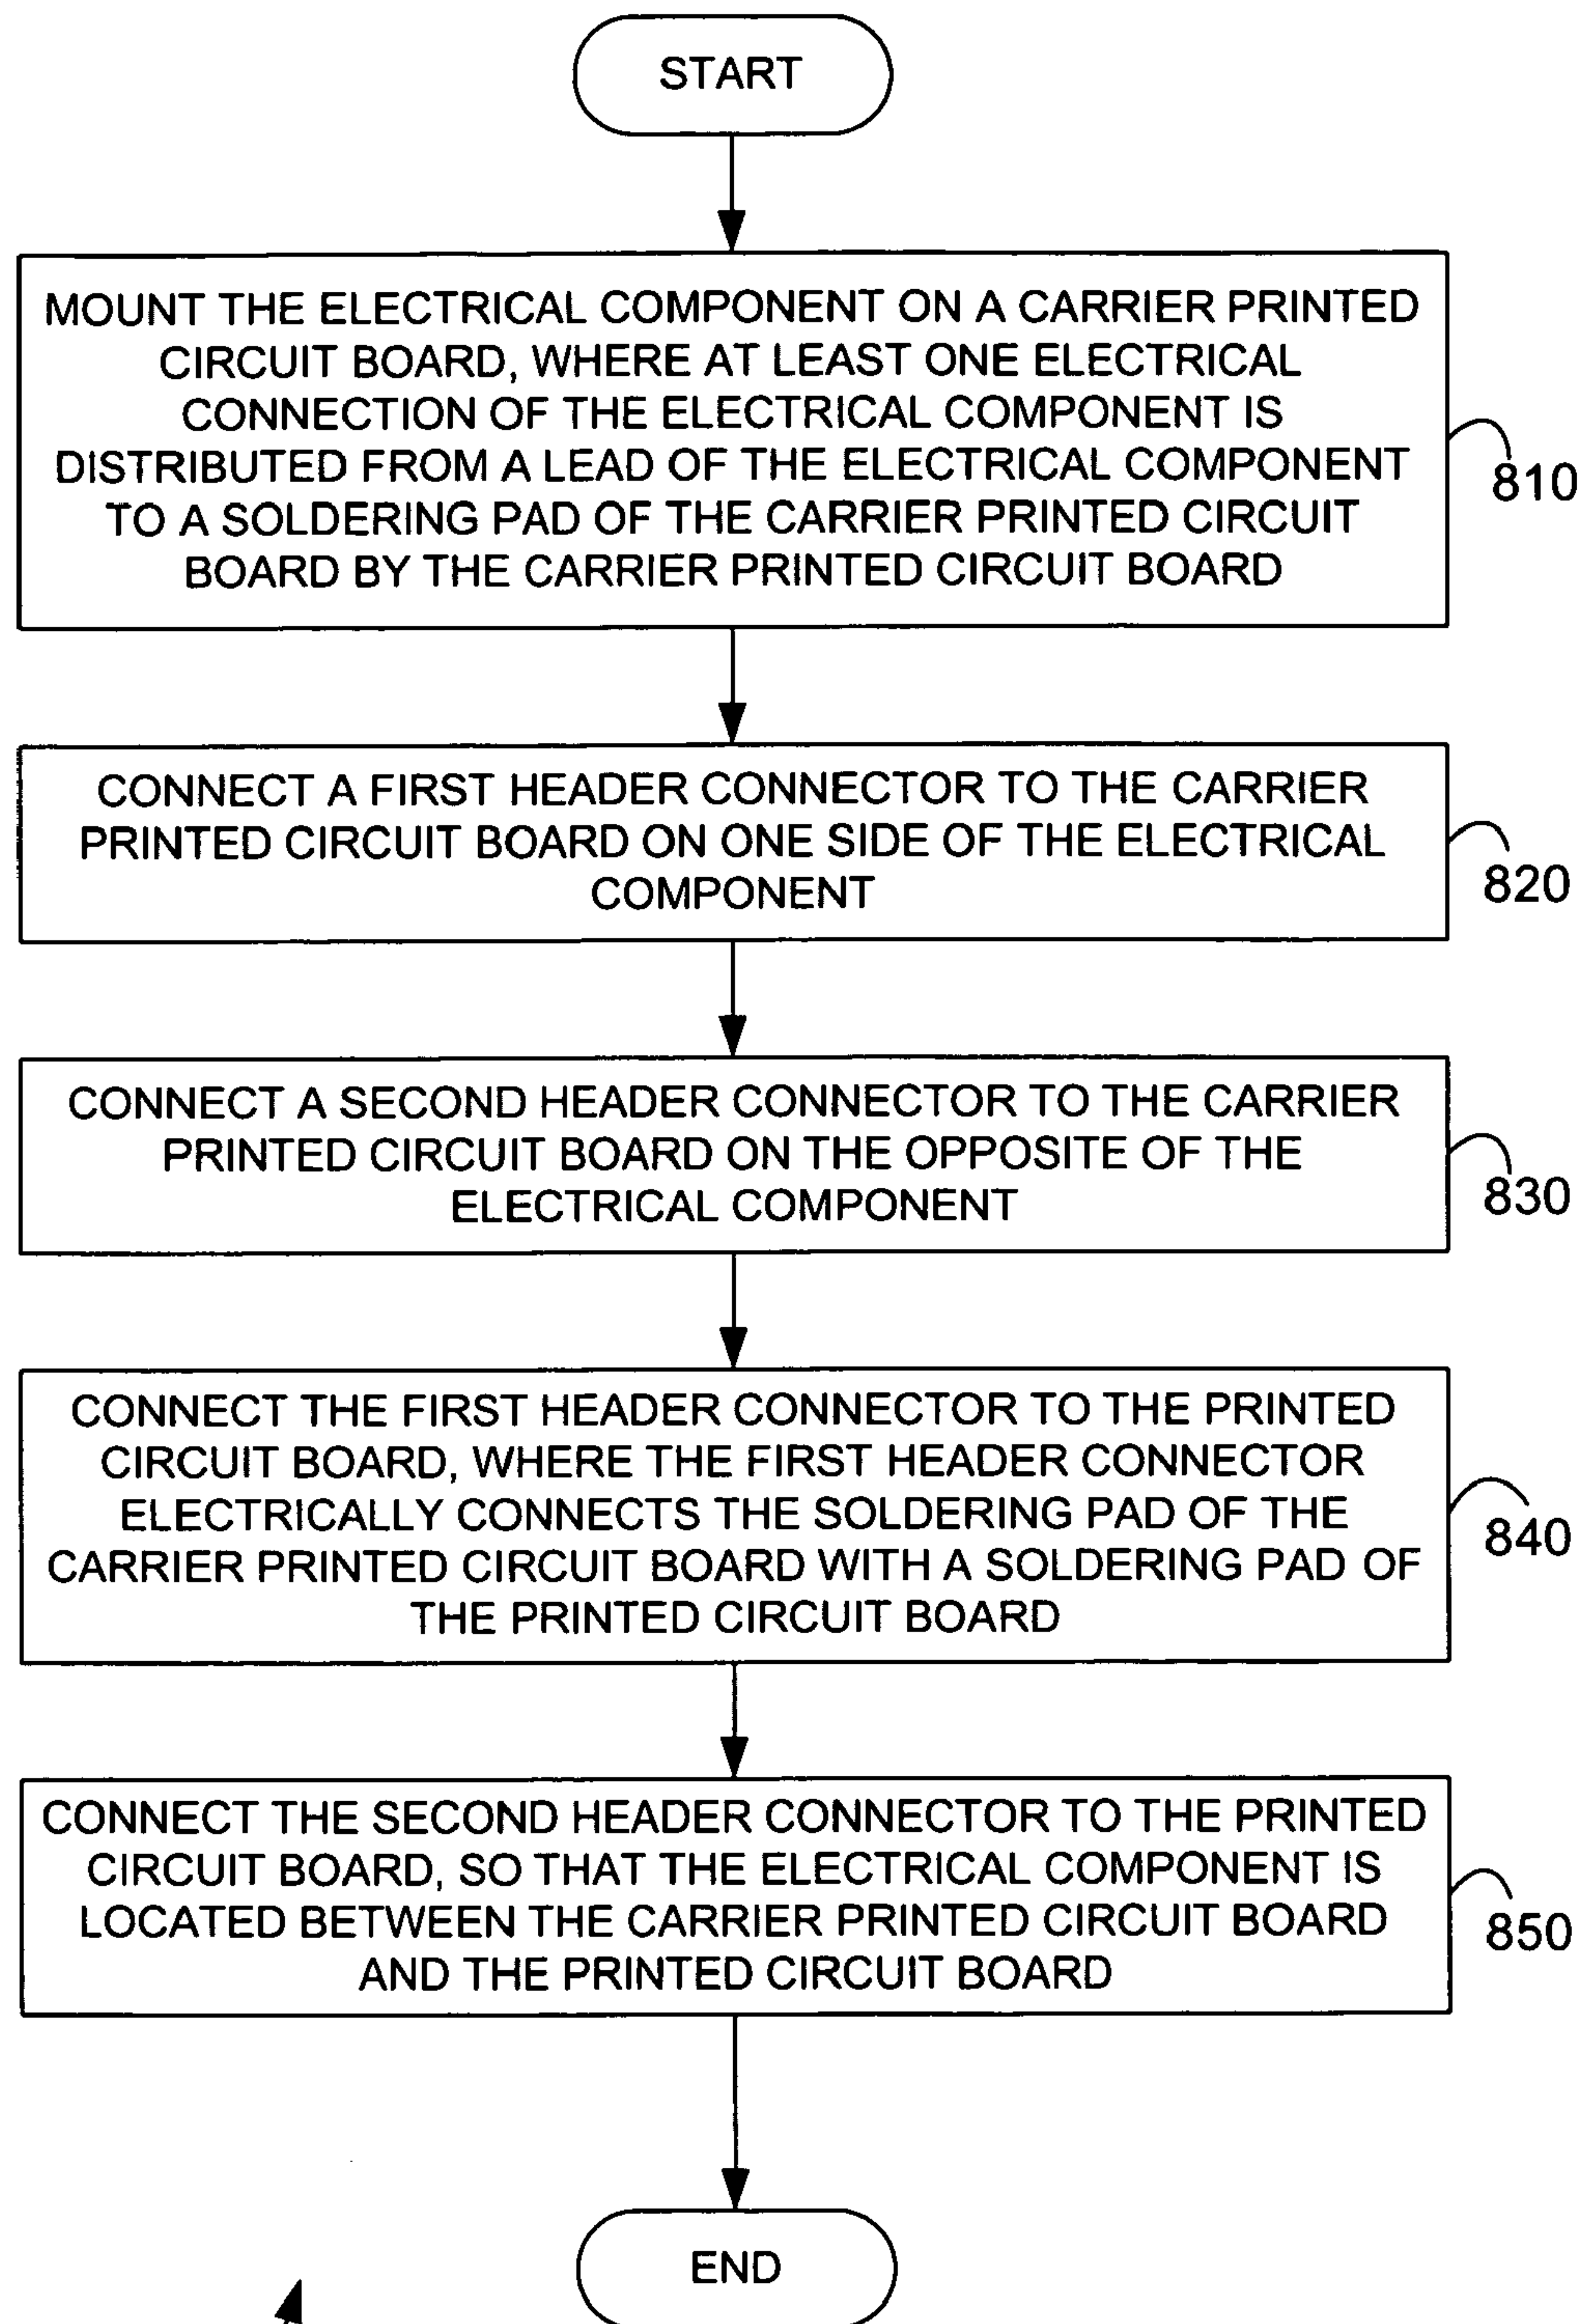 START
MOUNT THE ELECTRICAL COMPONENT ON A CARRIER PRINTED
CIRCUIT BOARD, WHERE AT LEAST ONE ELECTRICAL
CONNECTION OF THE ELECTRICAL COMPONENT IS
DISTRIBUTED FROM A LEAD OF THE ELECTRICAL COMPONENT
TO A SOLDERING PAD OF THE CARRIER PRINTED CIRCUIT
BOARD BY THE CARRIER PRINTED CIRCUIT BOARD
810
CONNECT A FIRST HEADER CONNECTOR TO THE CARRIER
PRINTED CIRCUIT BOARD ON ONE SIDE OF THE ELECTRICAL
COMPONENT
820
CONNECT A SECOND HEADER CONNECTOR TO THE CARRIER
PRINTED CIRCUIT BOARD ON THE OPPOSITE OF THE
ELECTRICAL COMPONENT
830
CONNECT THE FIRST HEADER CONNECTOR TO THE PRINTED
CIRCUIT BOARD, WHERE THE FIRST HEADER CONNECTOR
ELECTRICALLY CONNECTS THE SOLDERING PAD OF THE
CARRIER PRINTED CIRCUIT BOARD WITH A SOLDERING PAD OF
THE PRINTED CIRCUIT BOARD
840
CONNECT THE SECOND HEADER CONNECTOR TO THE PRINTED
CIRCUIT BOARD, SO THAT THE ELECTRICAL COMPONENT IS
LOCATED BETWEEN THE CARRIER PRINTED CIRCUIT BOARD
AND THE PRINTED CIRCUIT BOARD
850
END